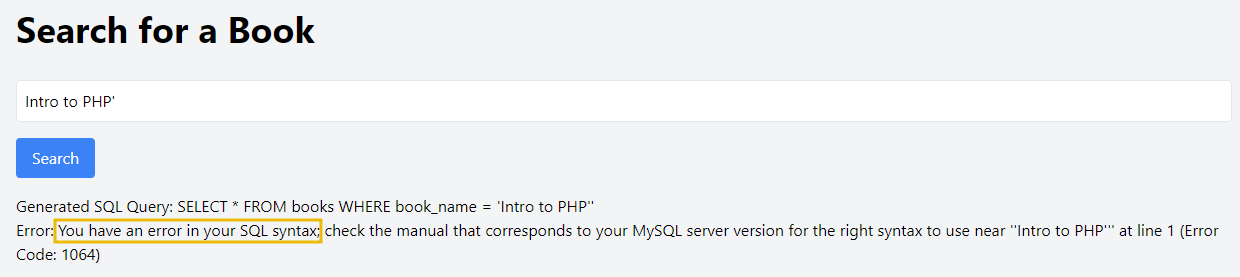 Search for a Book
Intro to PHP'
Search
Generated SQL Query: SELECT * FROM books WHERE book_name = 'Intro to PHP''
Error: You have an error in your SQL syntax; check the manual that corresponds to your MySQL server version for the right syntax to use near ''Intro to PHP''' at line 1 (Error
Code: 1064)